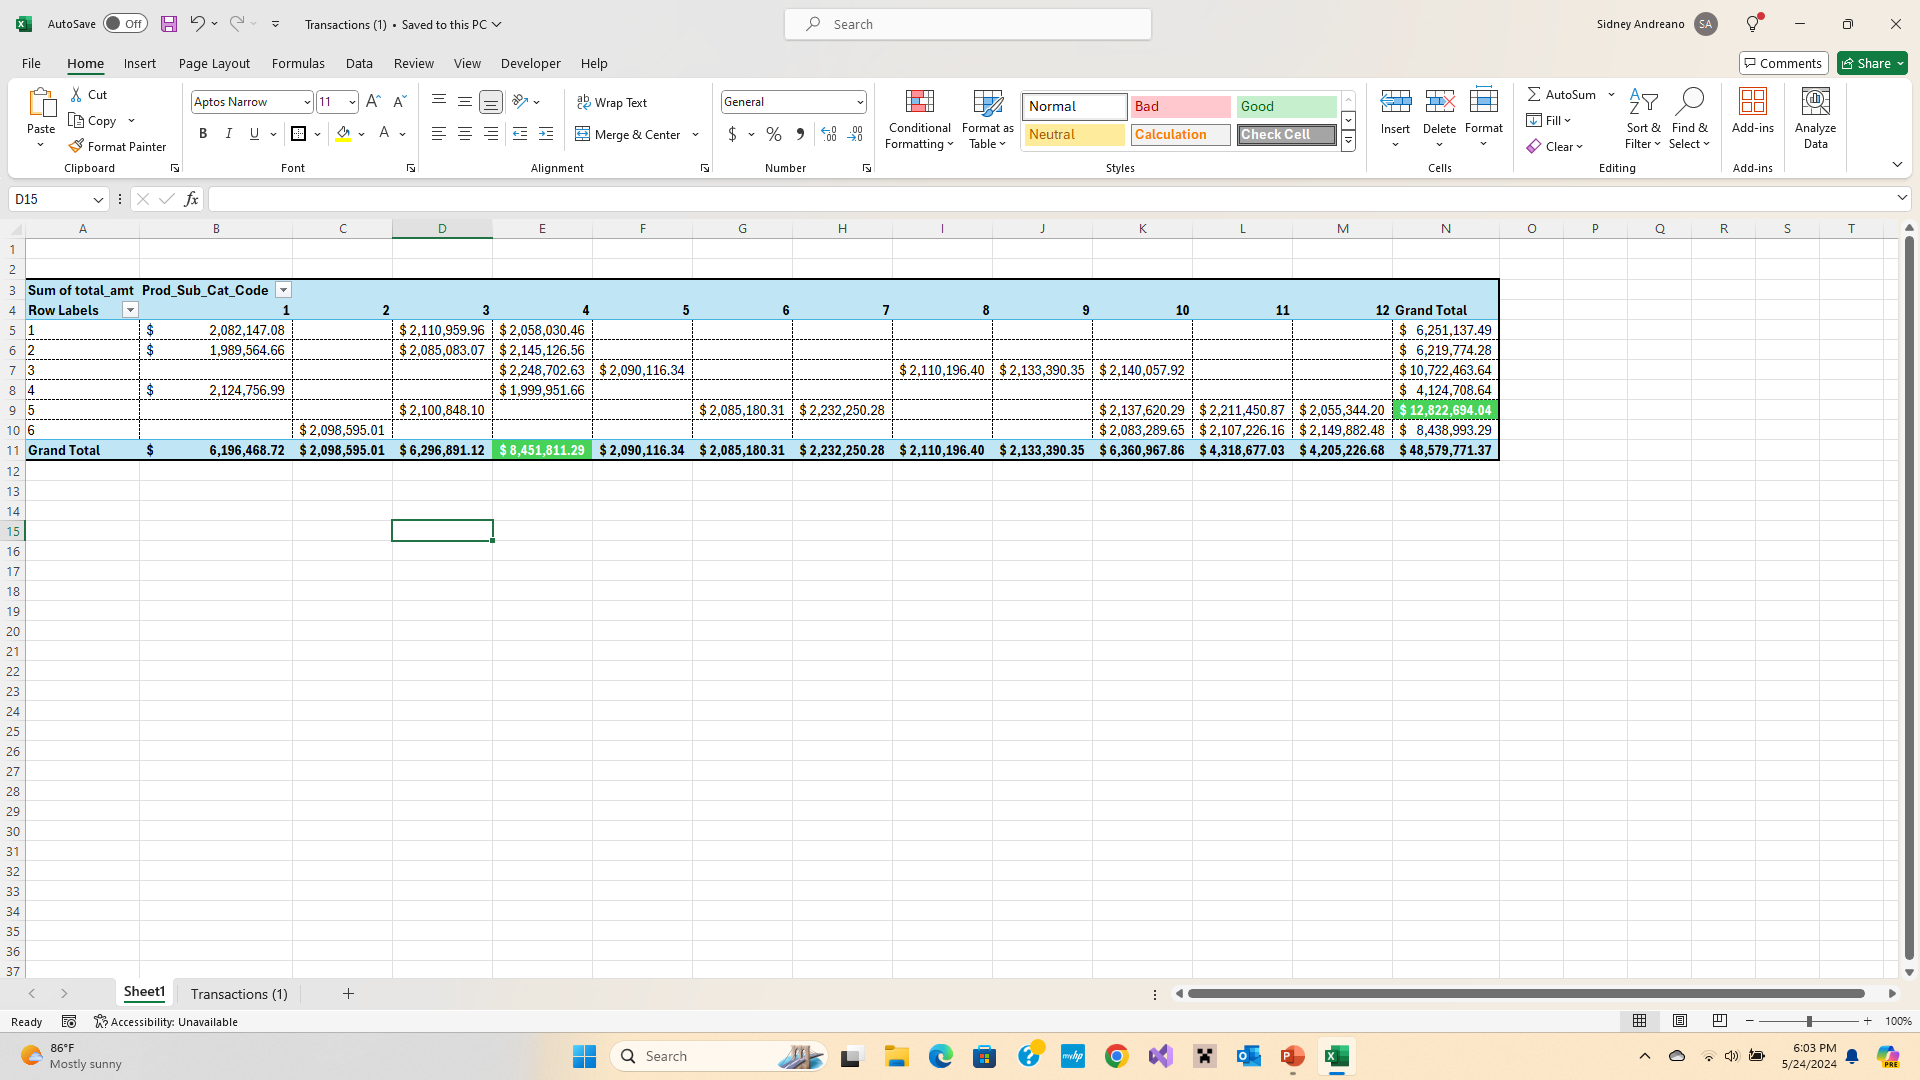 AutoSave Off Transactions (1) • Saved to this PC Search Sidney Andreano SA
File Home Insert Page Layout Formulas Data Review View Developer Help Comments Share
Paste Cut Copy Format Painter Clipboard
Aptos Narrow 11 A A B I U A Font
ab Wrap Text Merge & Center Alignment
General $ % , Number
Conditional Formatting Format as Table Normal Bad Good
Neutral Calculation Check Cell Styles
Insert Delete Format Cells
AutoSum Fill Clear Sort & Filter Find & Select Editing
Add-ins Add-ins
Analyze Data
D15 fx
A B C D E F G H I J K L M N O P Q R S T
1
2
3 Sum of total_amt Prod_Sub_Cat_Code
4 Row Labels 1 2 3 4 5 6 7 8 9 10 11 12 Grand Total
5 1 $ 2,082,147.08 $ 2,110,959.96 $ 2,058,030.46 $ 6,251,137.49
6 2 $ 1,989,564.66 $ 2,085,083.07 $ 2,145,126.56 $ 6,219,774.28
7 3 $ 2,248,702.63 $ 2,090,116.34 $ 2,110,196.40 $ 2,133,390.35 $ 2,140,057.92 $ 10,722,463.64
8 4 $ 2,124,756.99 $ 1,999,951.66 $ 4,124,708.64
9 5 $ 2,100,848.10 $ 2,085,180.31 $ 2,232,250.28 $ 2,137,620.29 $ 2,211,450.87 $ 2,055,344.20 $ 12,822,694.04
10 6 $ 2,098,595.01 $ 2,083,289.65 $ 2,107,226.16 $ 2,149,882.48 $ 8,438,993.29
11 Grand Total $ 6,196,468.72 $ 2,098,595.01 $ 6,296,891.12 $ 8,451,811.29 $ 2,090,116.34 $ 2,085,180.31 $ 2,232,250.28 $ 2,110,196.40 $ 2,133,390.35 $ 6,360,967.86 $ 4,318,677.03 $ 4,205,226.68 $ 48,579,771.37
12
13
14
15
16
17
18
19
20
21
22
23
24
25
26
27
28
29
30
31
32
33
34
35
36
37
Sheet1 Transactions (1)
Ready Accessibility: Unavailable 100%
86°F
Mostly sunny
Search
myhp
PRE
6:03 PM
5/24/2024